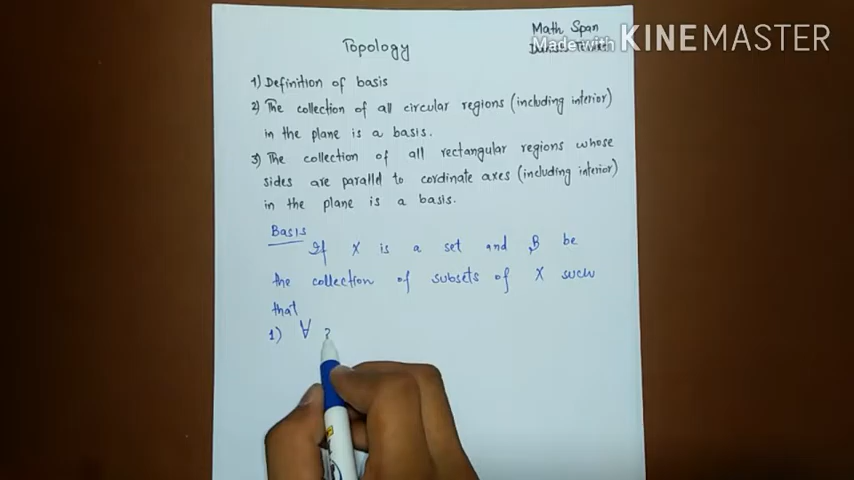 Math Span
Topology
Made with KINEMASTER
1) Definition of basis
2) The collection of all circular regions (including interior)
in the plane is a basis.
3) The collection of all rectangular regions whose
sides are parallel to cordinate axes (including interior)
in the plane is a basis.
Basis
If X is a set and B be
the collection of subsets of X such
that
1) ∀